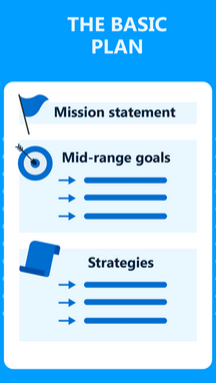 THE BASIC
PLAN
Mission statement
Mid-range goals
Strategies